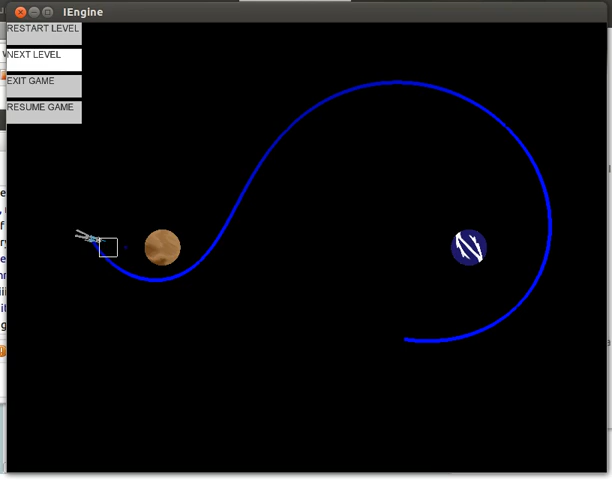 IEngine
RESTART LEVEL
NEXT LEVEL
EXIT GAME
RESUME GAME